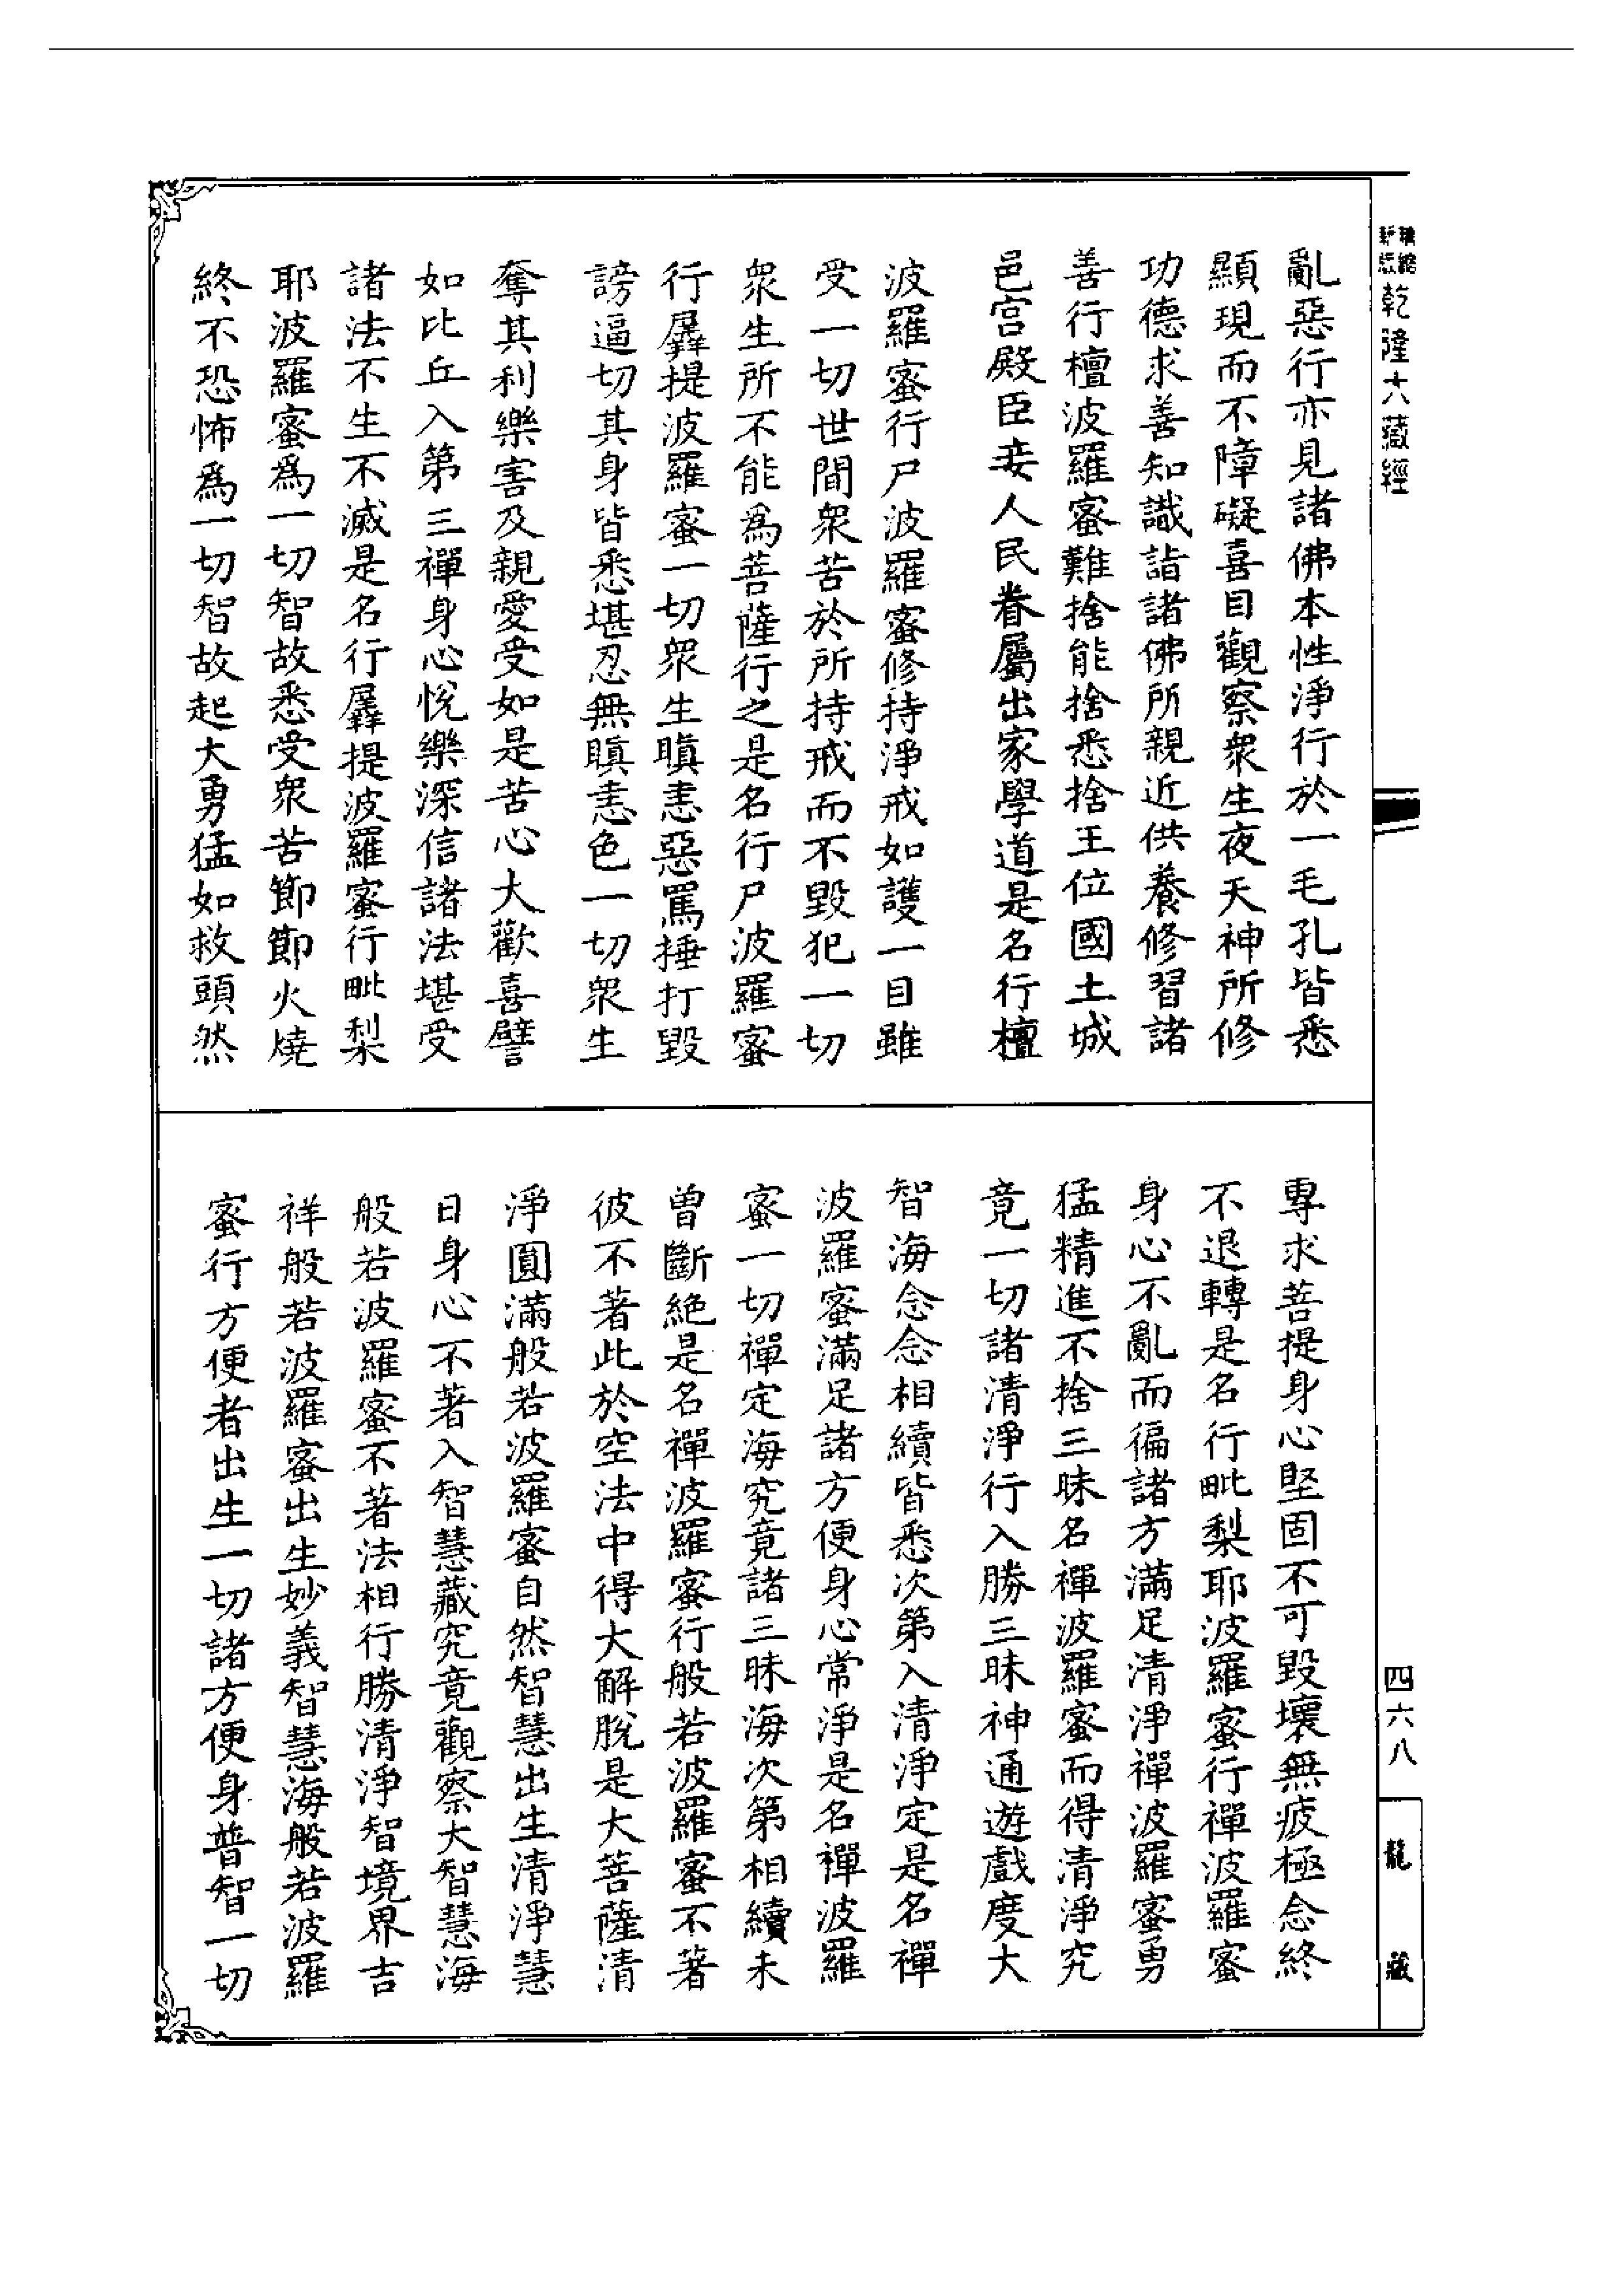 乾隆大藏經
亂惡行亦見諸佛本性淨行於一毛孔皆悉
顯現而不障礙喜目觀察衆生夜天神所修
功德求善知識詣諸佛所親近供養修習諸
善行檀波羅蜜難捨能捨悉捨王位國土城
邑宮殿臣妾人民眷屬出家學道是名行檀
波羅蜜行尸波羅蜜修持淨戒如護一目雖
受一切世間衆苦於所持戒而不毀犯一切
衆生所不能爲菩薩行之是名行尸波羅蜜
行羼提波羅蜜一切衆生瞋恚惡罵捶打毀
謗逼切其身皆悉堪忍無瞋恚色一切衆生
奪其利樂害及親愛受如是苦心大歡喜譬
如比丘入第三禪身心悅樂深信諸法堪受
諸法不生不滅是名行羼提波羅蜜行毗梨
耶波羅蜜爲一切智故悉受衆苦節節火燒
終不恐怖爲一切智故起大勇猛如救頭然
專求菩提身心堅固不可毀壞無疲極念終
不退轉是名行毗梨耶波羅蜜行禪波羅蜜
身心不亂而徧諸方滿足清淨禪波羅蜜勇
猛精進不捨三昧名禪波羅蜜而得清淨究
竟一切諸清淨行入勝三昧神通遊戲度大
智海念念相續皆悉次第入清淨定是名禪
波羅蜜滿足諸方便身心常淨是名禪波羅
蜜一切禪定海究竟諸三昧海次第相續未
曾斷絕是名禪波羅蜜行般若波羅蜜不著
彼不著此於空法中得大解脫是大菩薩清
淨圓滿般若波羅蜜自然智慧出生清淨慧
日身心不著入智慧藏究竟觀察大智慧海
般若波羅蜜不著法相行勝清淨智境界吉
祥般若波羅蜜出生妙義智慧海般若波羅
蜜行方便者出生一切諸方便身普智一切
四六八
龍藏